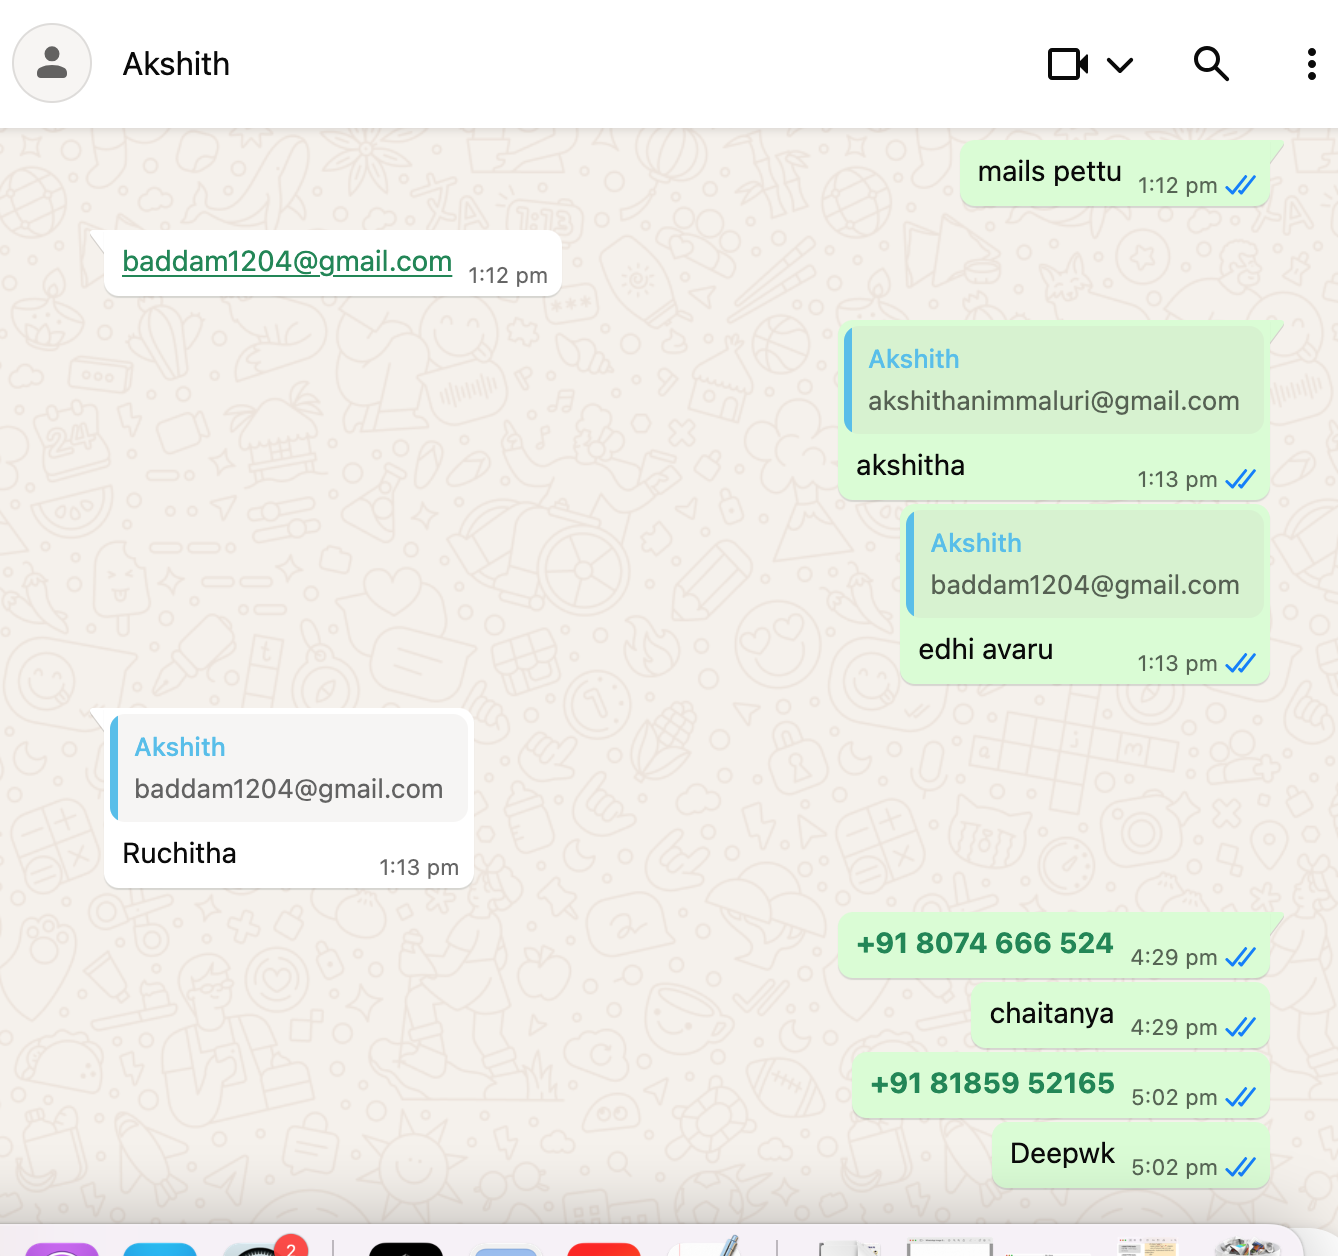 Akshith
mails pettu
1:12 pm
baddam1204@gmail.com
1:12 pm
Akshith
akshithanimmaluri@gmail.com
akshitha
1:13 pm
Akshith
baddam1204@gmail.com
edhi avaru
1:13 pm
Akshith
baddam1204@gmail.com
Ruchitha
1:13 pm
+91 8074 666 524
4:29 pm
chaitanya
4:29 pm
+91 81859 52165
5:02 pm
Deepwk
5:02 pm
2